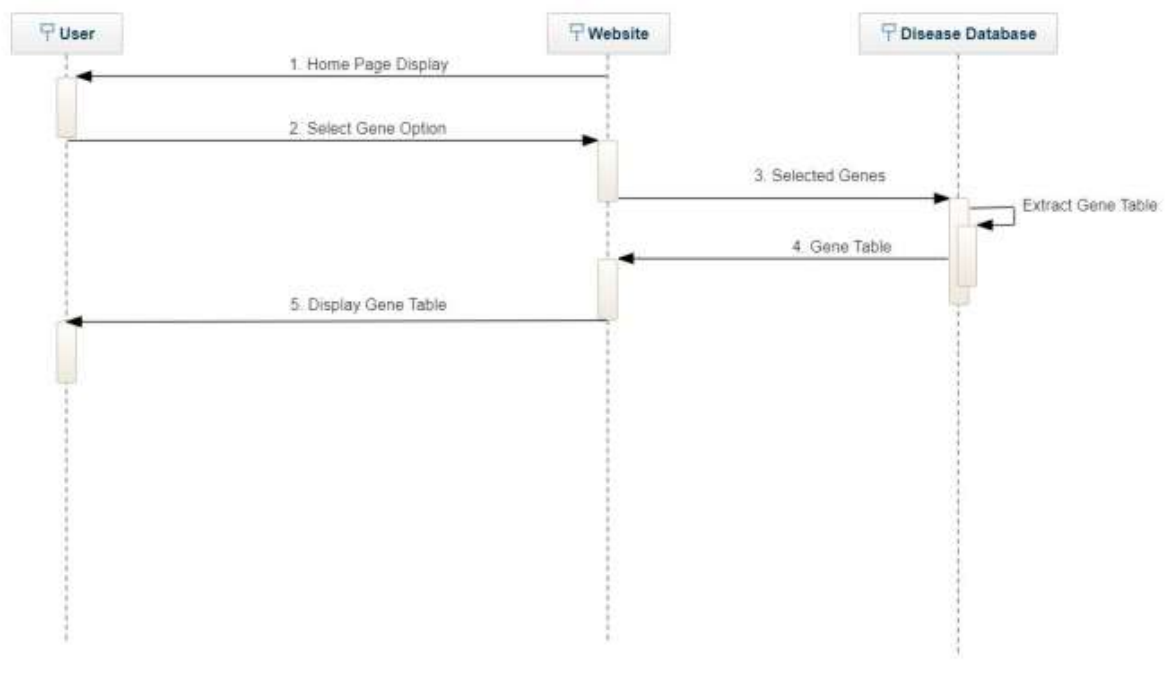 User
Website
Disease Database
1. Home Page Display
2. Select Gene Option
3. Selected Genes
Extract Gene Table
4. Gene Table
5. Display Gene Table